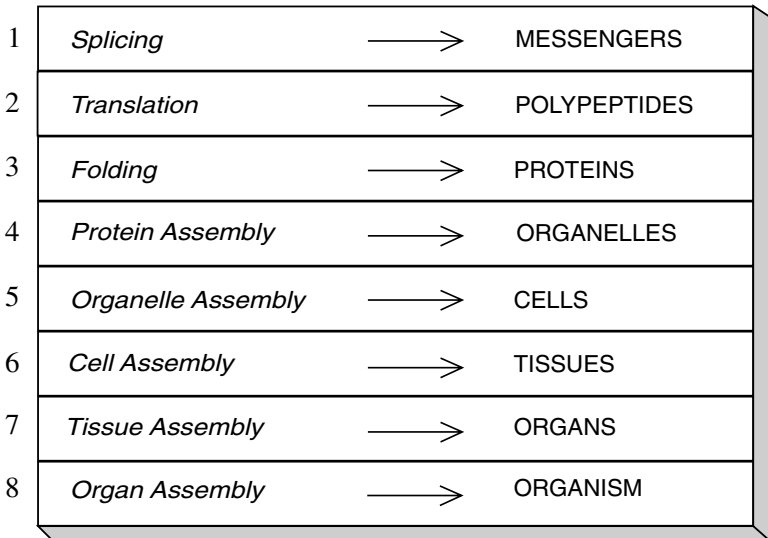 1 Splicing → MESSENGERS
2 Translation → POLYPEPTIDES
3 Folding → PROTEINS
4 Protein Assembly → ORGANELLES
5 Organelle Assembly → CELLS
6 Cell Assembly → TISSUES
7 Tissue Assembly → ORGANS
8 Organ Assembly → ORGANISM